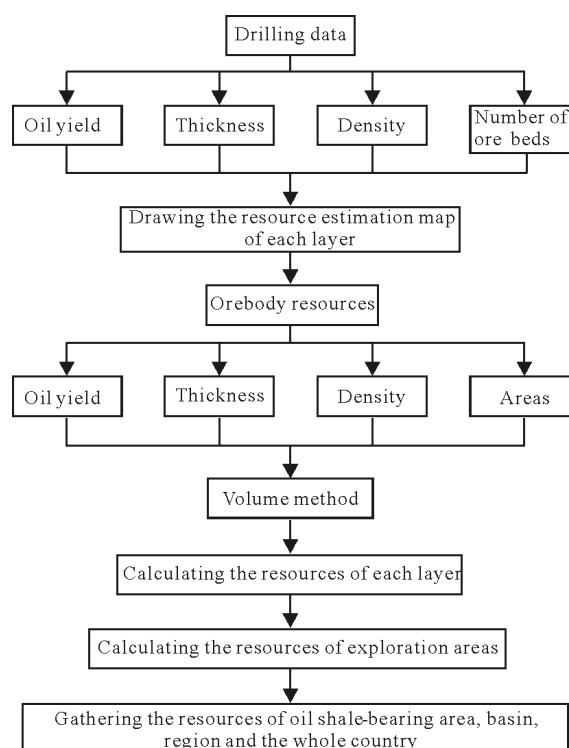 Drilling data
Oil yield
Thickness
Density
Number of
ore beds
Drawing the resource estimation map
of each layer
Orebody resources
Oil yield
Thickness
Density
Areas
Volume method
Calculating the resources of each layer
Calculating the resources of exploration areas
Gathering the resources of oil shale-bearing area, basin,
region and the whole country